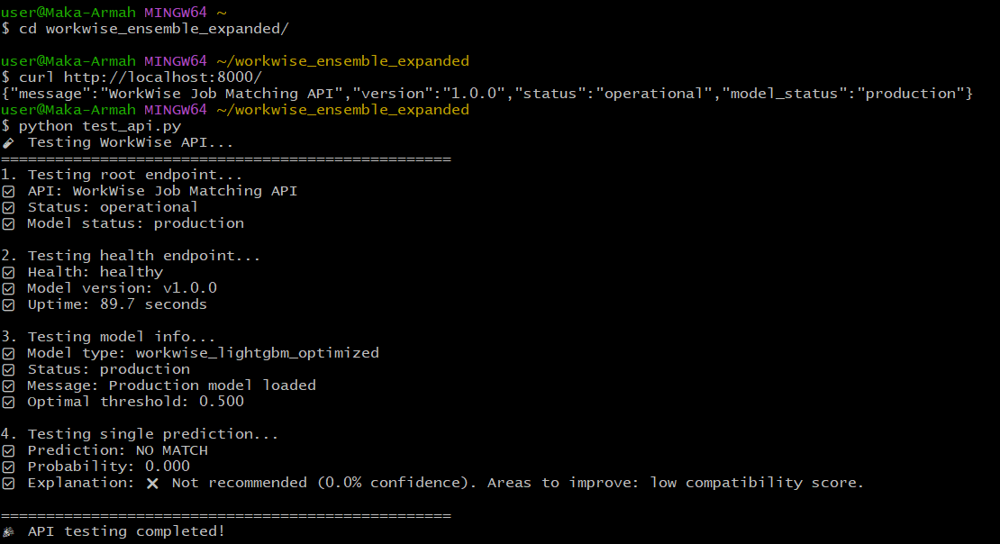 user@Maka-Armah MINGW64 ~
$ cd workwise_ensemble_expanded/
user@Maka-Armah MINGW64 ~/workwise_ensemble_expanded
$ curl http://localhost:8000/
{"message":"WorkWise Job Matching API","version":"1.0.0","status":"operational","model_status":"production"}
user@Maka-Armah MINGW64 ~/workwise_ensemble_expanded
$ python test_api.py
🧪 Testing WorkWise API...
==================================================
1. Testing root endpoint...
☑ API: WorkWise Job Matching API
☑ Status: operational
☑ Model status: production
2. Testing health endpoint...
☑ Health: healthy
☑ Model version: v1.0.0
☑ Uptime: 89.7 seconds
3. Testing model info...
☑ Model type: workwise_lightgbm_optimized
☑ Status: production
☑ Message: Production model loaded
☑ Optimal threshold: 0.500
4. Testing single prediction...
☑ Prediction: NO MATCH
☑ Probability: 0.000
☑ Explanation: ❌ Not recommended (0.0% confidence). Areas to improve: low compatibility score.
==================================================
🎉 API testing completed!